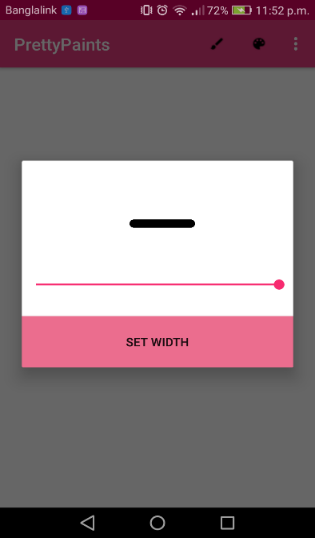 Banglalink 72% 11:52 p.m.
PrettyPaints
SET WIDTH